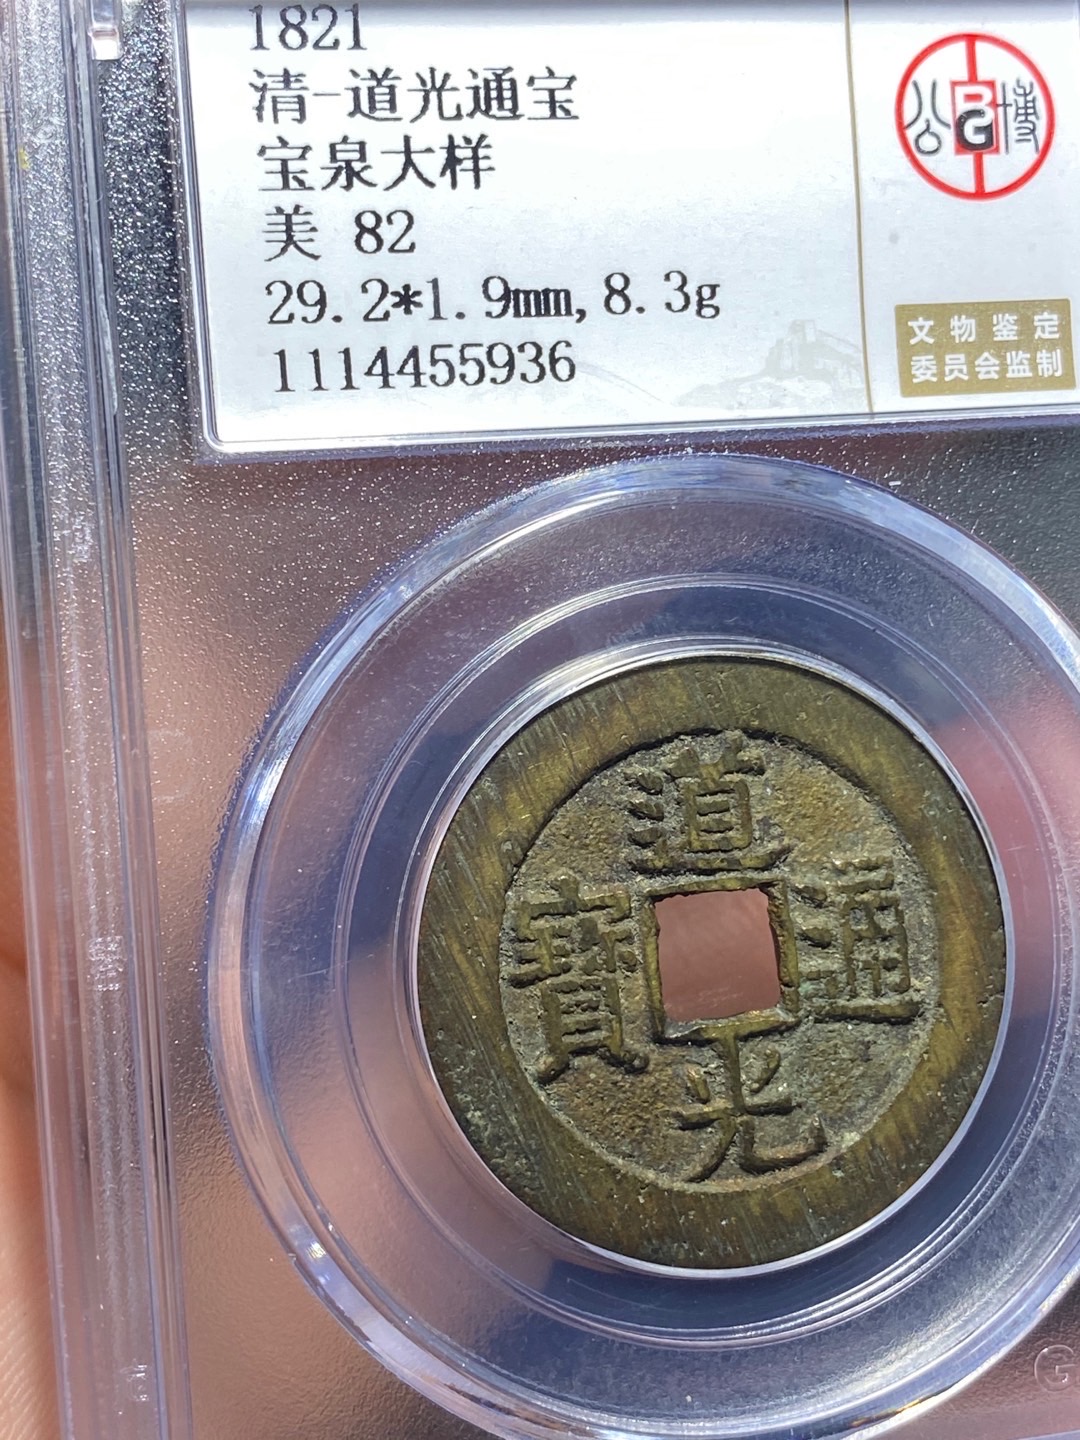 1821
清-道光通宝
宝泉大样
美 82
29.2*1.9mm,8.3g
1114455936
公 BG 博
文物鉴定
委员会监制
道光通寶
G